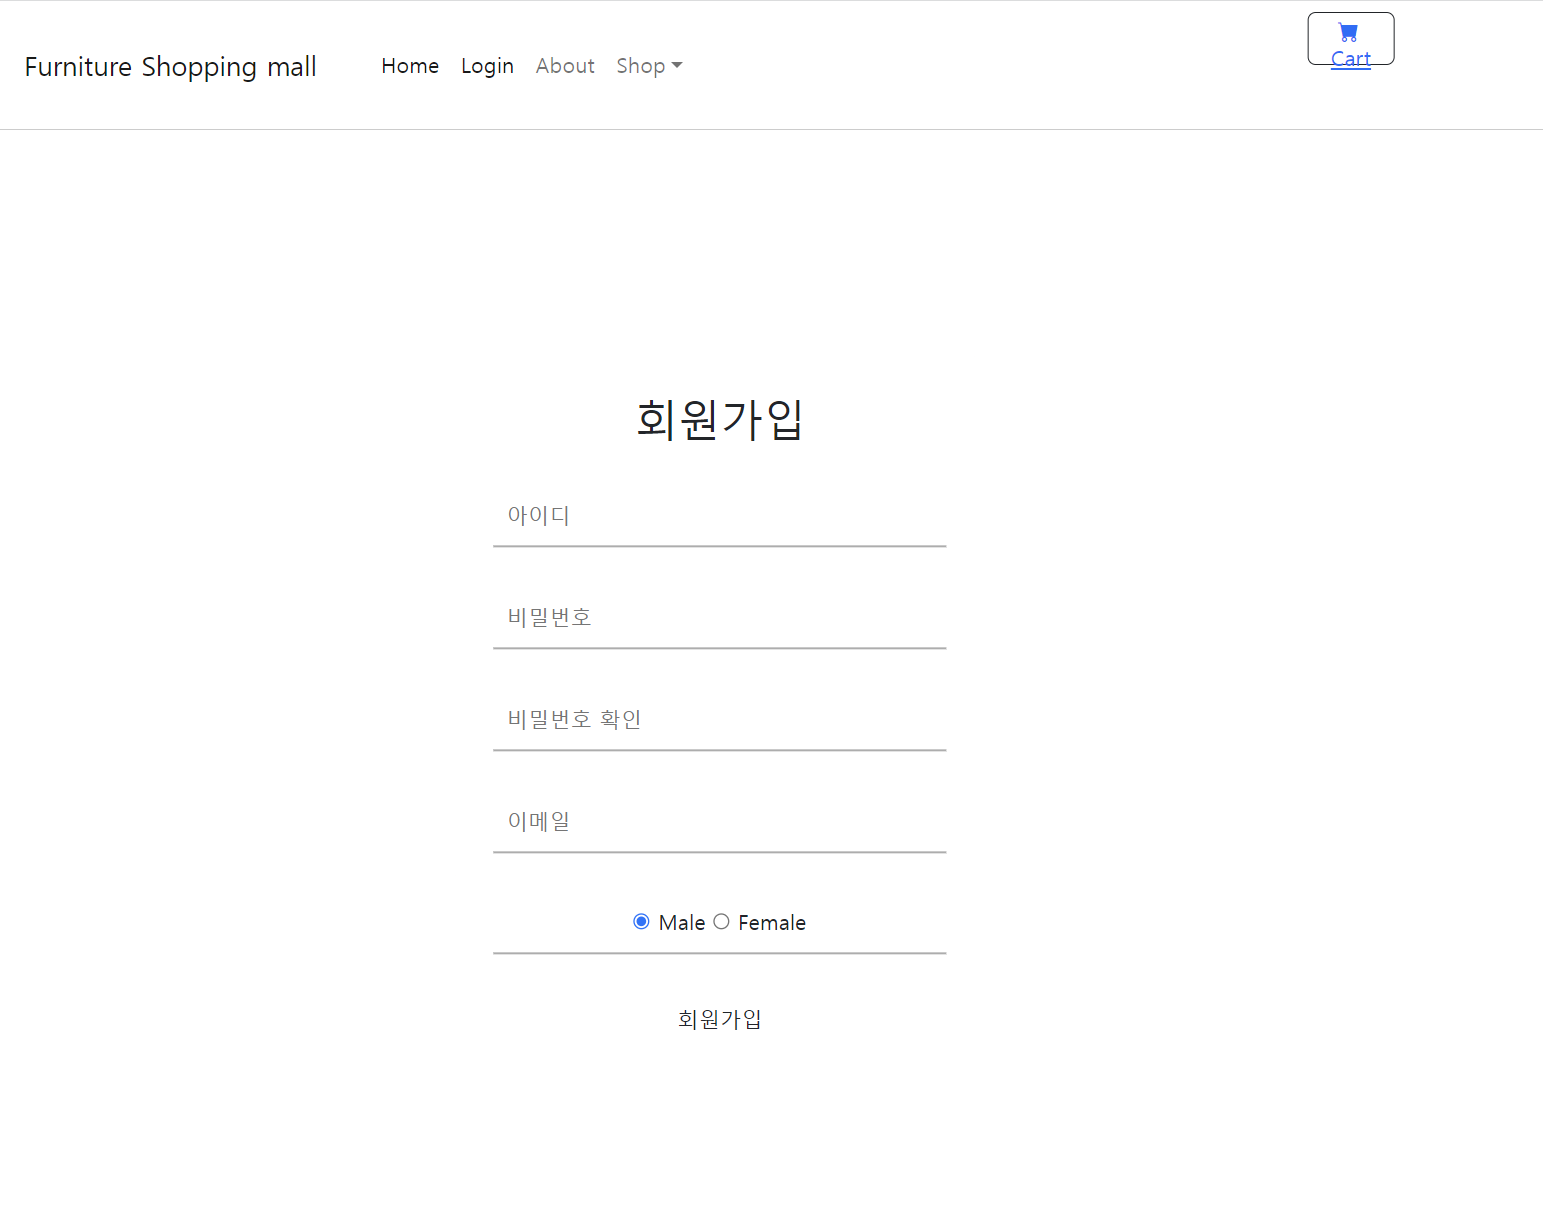 Furniture Shopping mall Home Login About Shop Cart
회원가입
아이디
비밀번호
비밀번호 확인
이메일
Male Female
회원가입